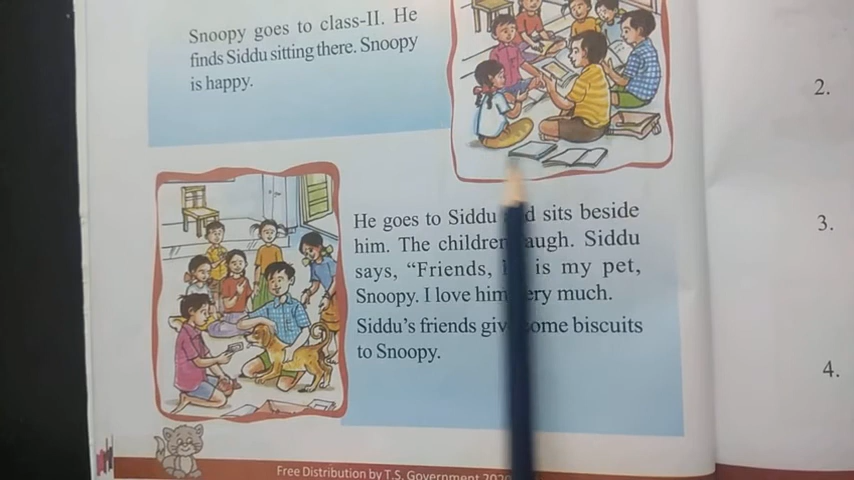 Snoopy goes to class-II. He
finds Siddu sitting there. Snoopy
is happy.
He goes to Siddu sits beside
him. The children augh. Siddu
says, “Friends, is my pet,
Snoopy. I love him ery much.
Siddu’s friends giv ome biscuits
to Snoopy.
2.
3.
4.
Free Distribution by T.S. Government